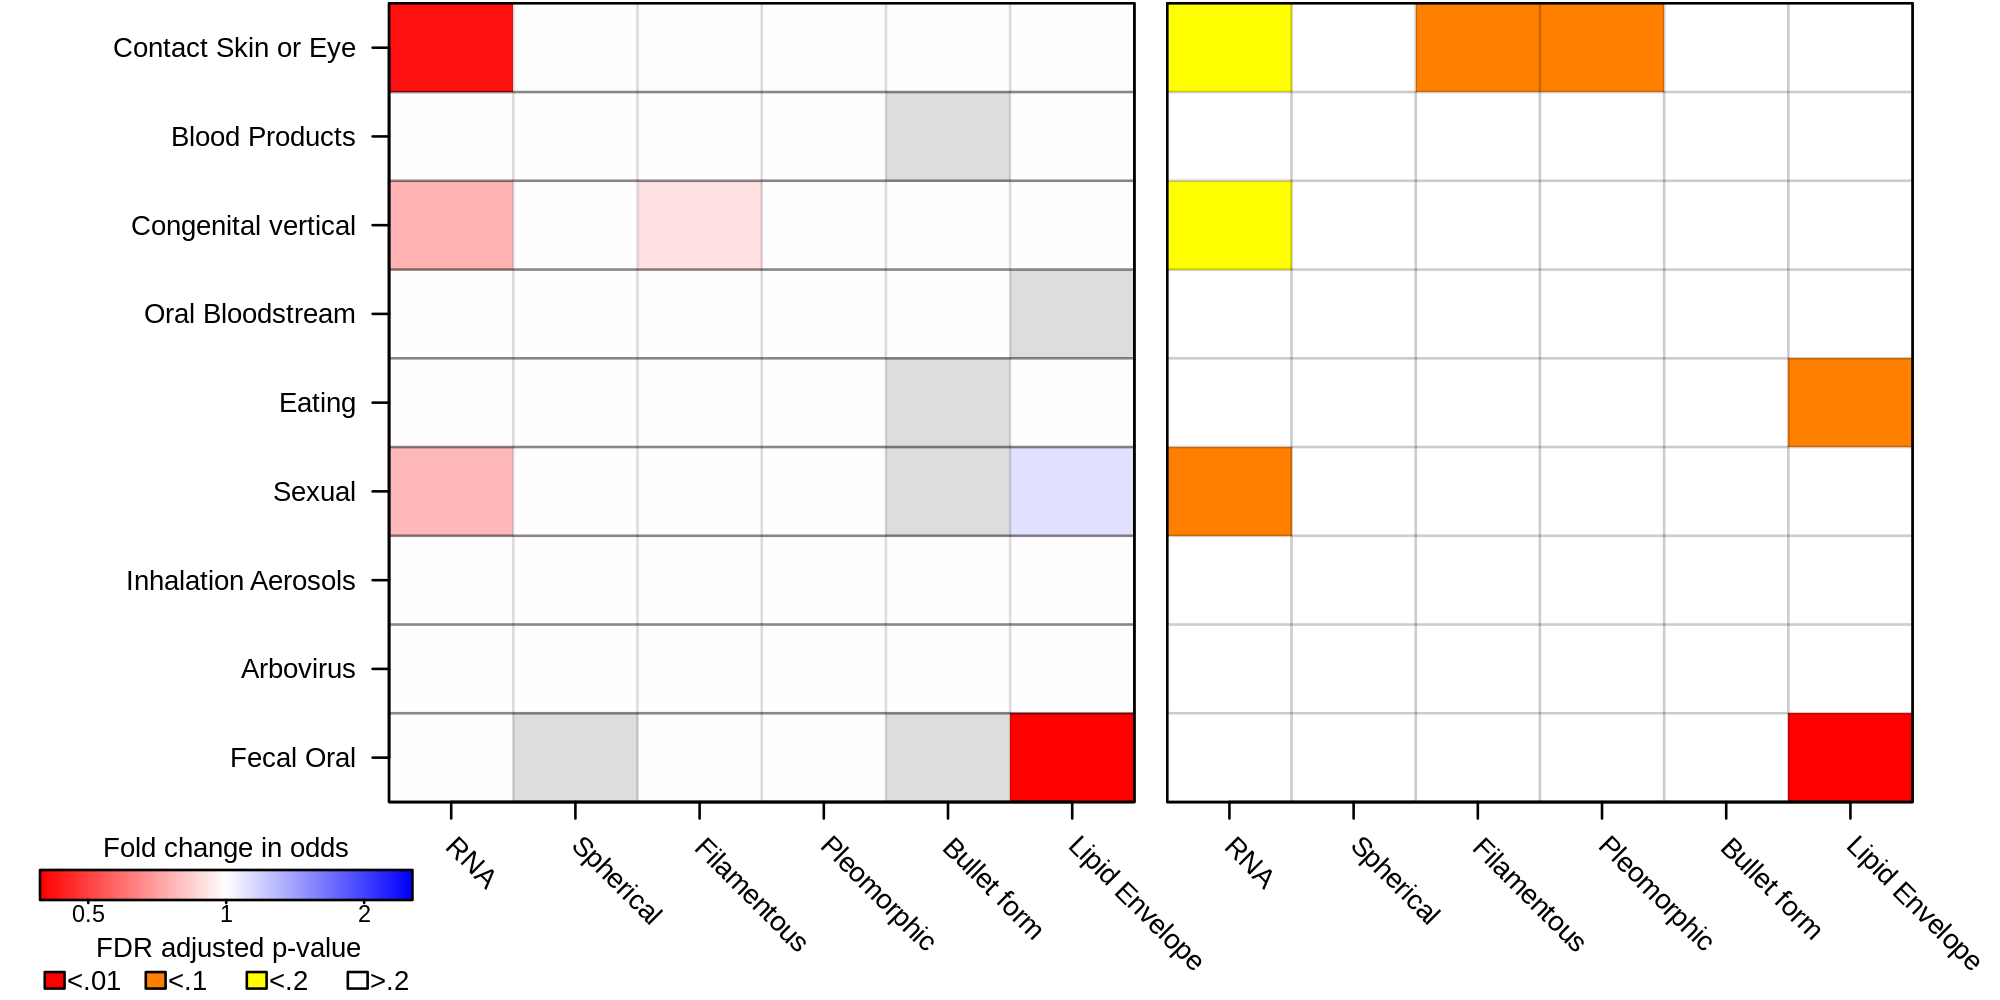 Contact Skin or Eye
Blood Products
Congenital vertical
Oral Bloodstream
Eating
Sexual
Inhalation Aerosols
Arbovirus
Fecal Oral
RNA
Spherical
Filamentous
Pleomorphic
Bullet form
Lipid Envelope
RNA
Spherical
Filamentous
Pleomorphic
Bullet form
Lipid Envelope
Fold change in odds
0.5 1 2
FDR adjusted p-value
<.01 <.1 <.2 >.2